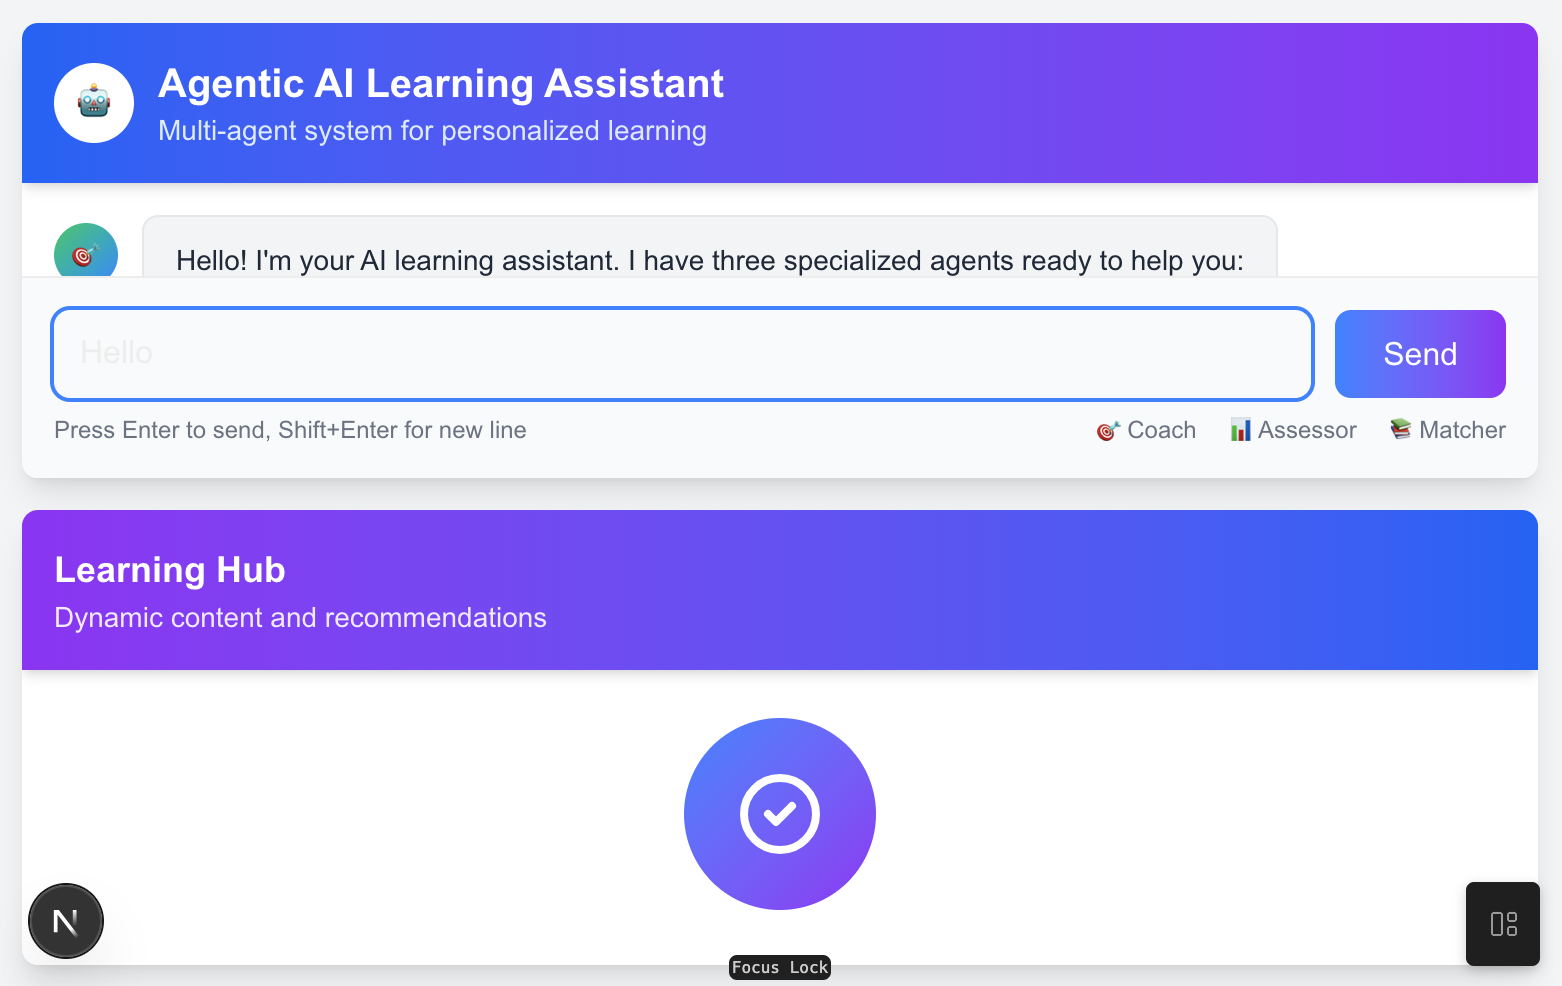 Agentic AI Learning Assistant
Multi-agent system for personalized learning
Hello! I'm your AI learning assistant. I have three specialized agents ready to help you:
Hello
Send
Press Enter to send, Shift+Enter for new line
Coach
Assessor
Matcher
Learning Hub
Dynamic content and recommendations
N
Focus Lock